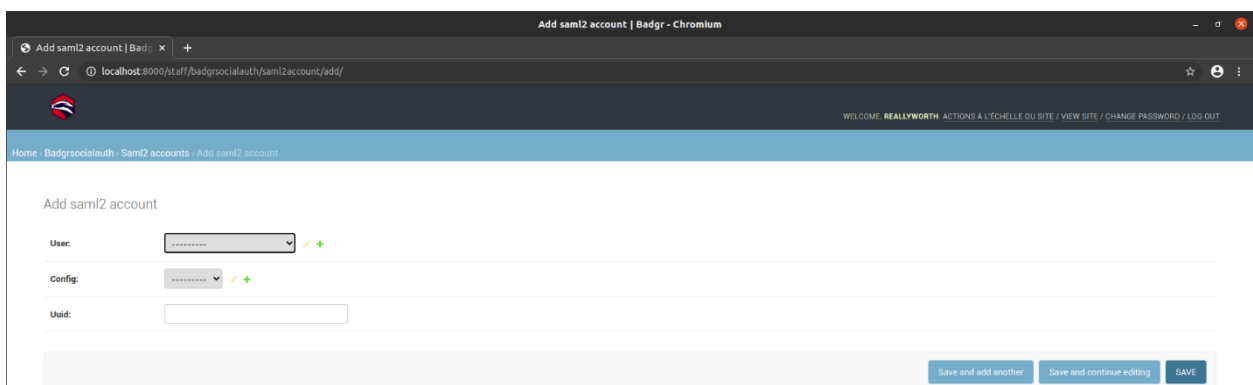 Add saml2 account | Badgr - Chromium
Add saml2 account | Badg
localhost:8000/staff/badgrsocialauth/saml2account/add/
WELCOME, REALLYWORTH. ACTIONS À L'ÉCHELLE DU SITE / VIEW SITE / CHANGE PASSWORD / LOG OUT
Home › Badgrsocialauth › Saml2 accounts › Add saml2 account
Add saml2 account
User: ---------
Config: ---------
Uuid:
Save and add another Save and continue editing SAVE